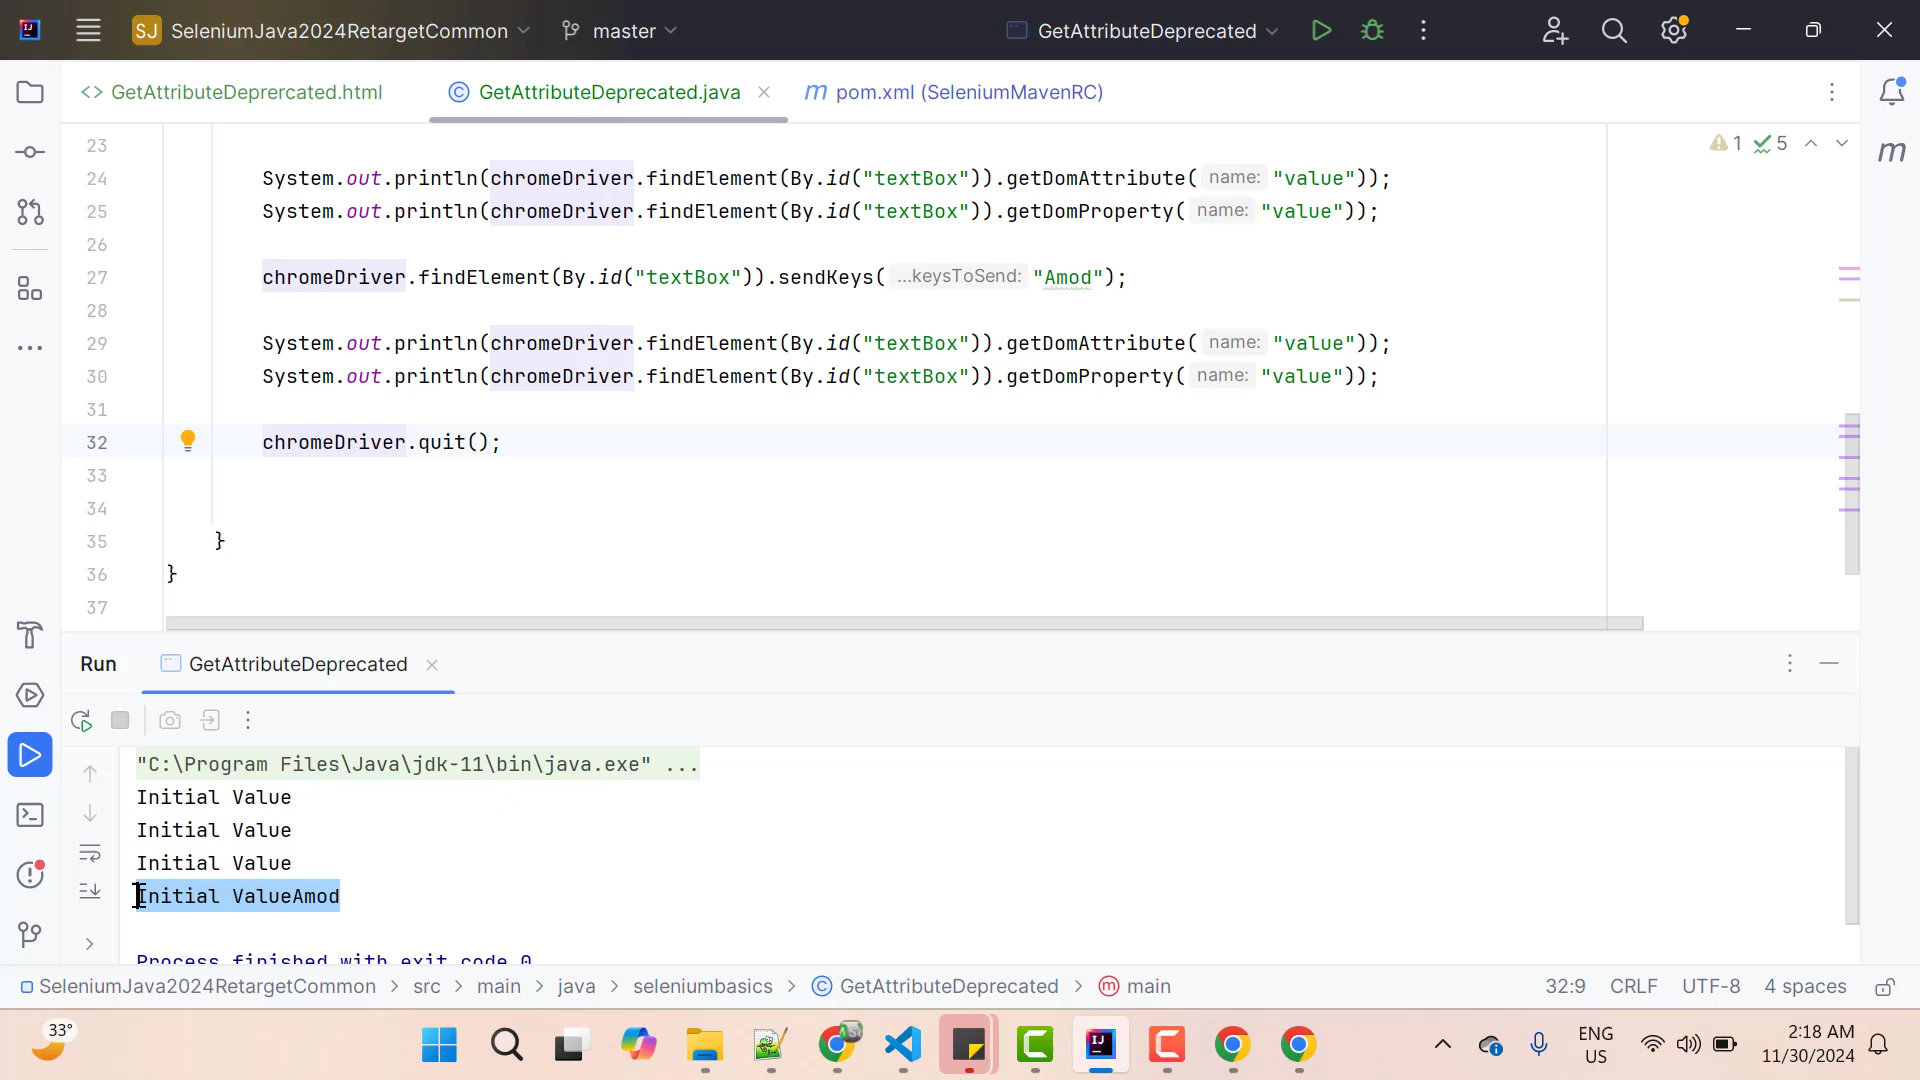 SJ SeleniumJava2024RetargetCommon master GetAttributeDeprecated
<> GetAttributeDeprercated.html GetAttributeDeprecated.java m pom.xml (SeleniumMavenRC)
1 5
23
24 System.out.println(chromeDriver.findElement(By.id("textBox")).getDomAttribute( name: "value"));
25 System.out.println(chromeDriver.findElement(By.id("textBox")).getDomProperty( name: "value"));
26
27 chromeDriver.findElement(By.id("textBox")).sendKeys( ...keysToSend: "Amod");
28
29 System.out.println(chromeDriver.findElement(By.id("textBox")).getDomAttribute( name: "value"));
30 System.out.println(chromeDriver.findElement(By.id("textBox")).getDomProperty( name: "value"));
31
32 chromeDriver.quit();
33
34
35 }
36 }
37
Run GetAttributeDeprecated
"C:\Program Files\Java\jdk-11\bin\java.exe" ...
Initial Value
Initial Value
Initial Value
Initial ValueAmod
Process finished with exit code 0
SeleniumJava2024RetargetCommon > src > main > java > seleniumbasics > GetAttributeDeprecated > main 32:9 CRLF UTF-8 4 spaces
33°
ENG
US
2:18 AM
11/30/2024